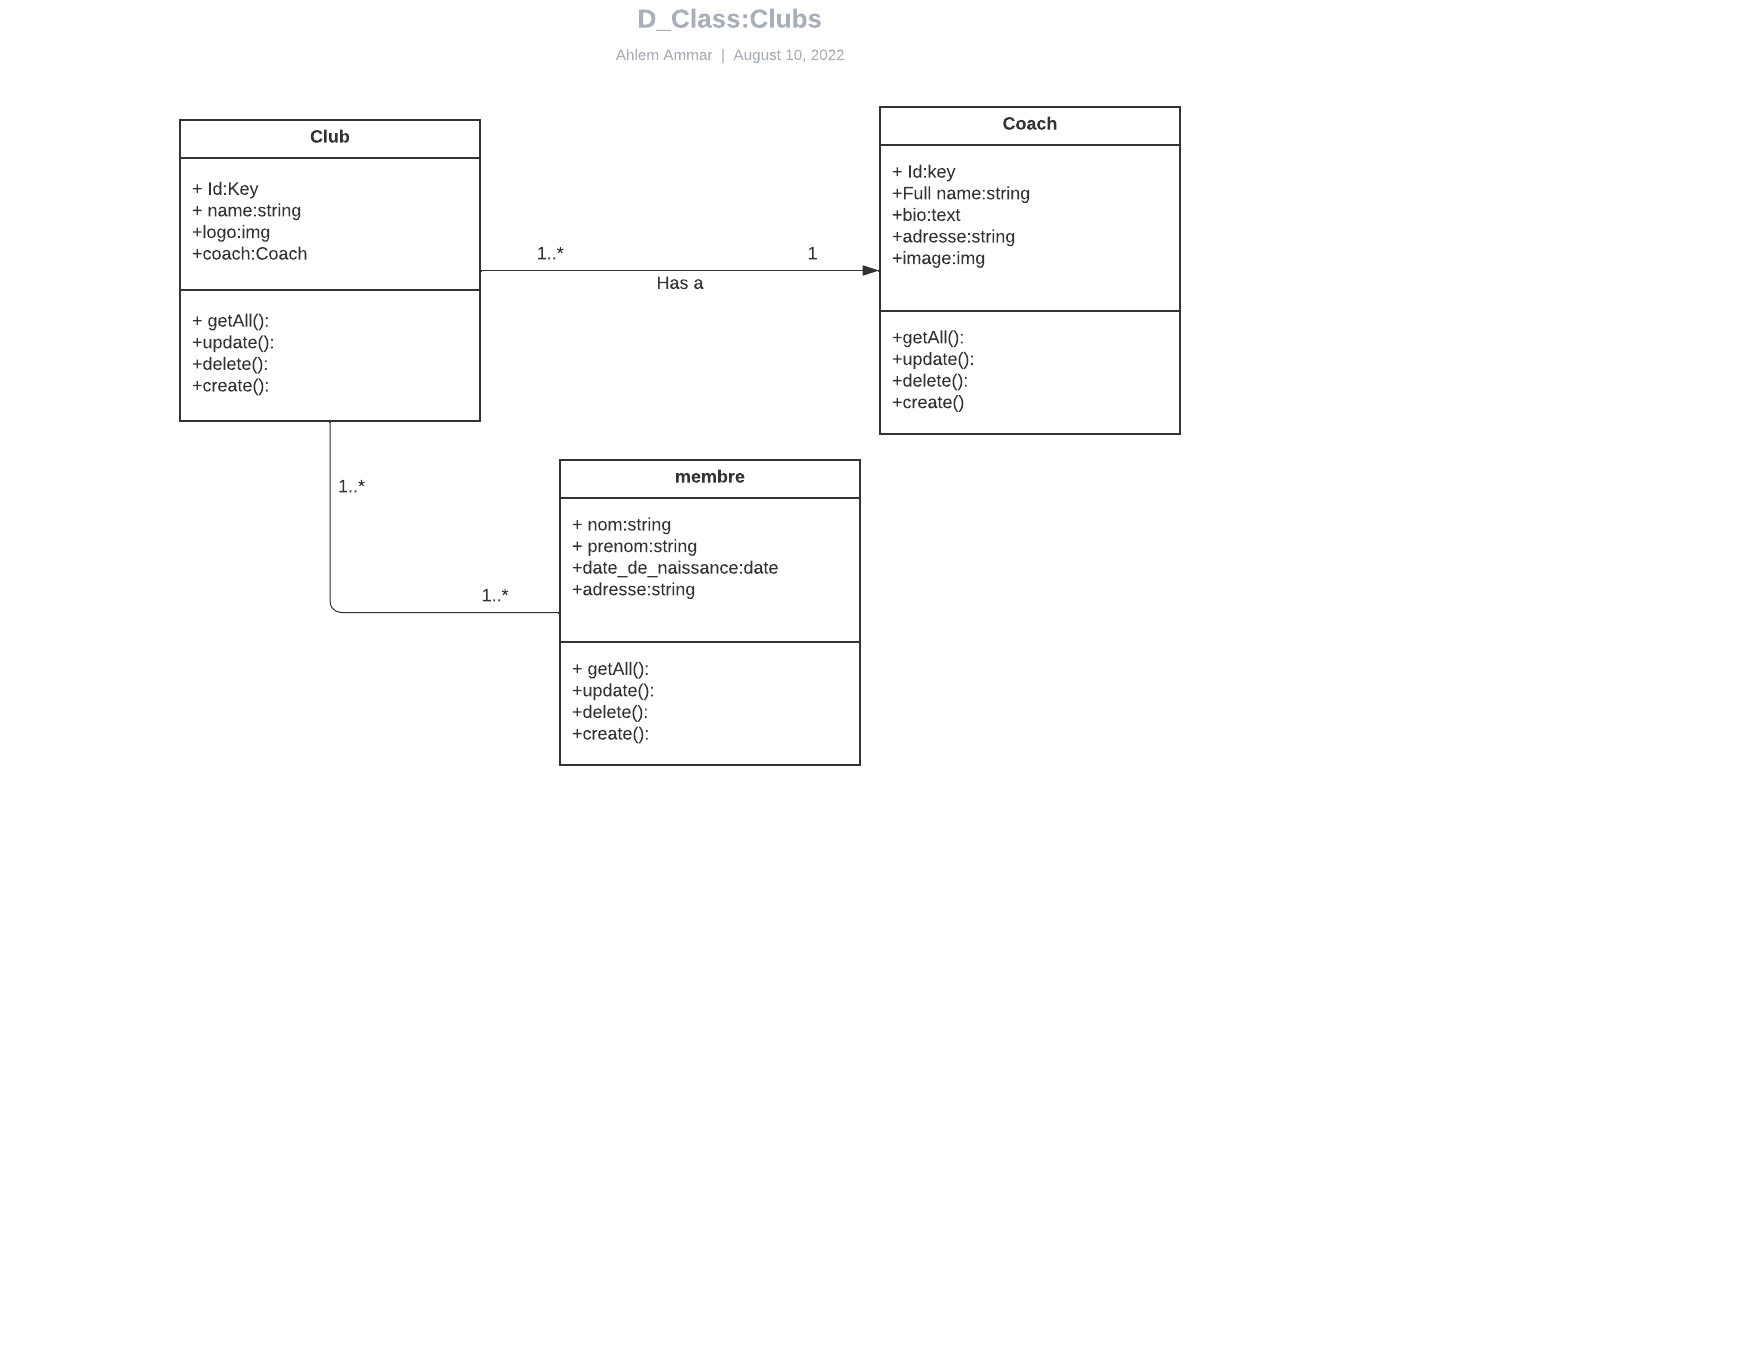 D_Class:Clubs
Ahlem Ammar | August 10, 2022
Club
+ Id:Key
+ name:string
+logo:img
+coach:Coach
+ getAll():
+update():
+delete():
+create():
1..*
1
Has a
Coach
+ Id:key
+Full name:string
+bio:text
+adresse:string
+image:img
+getAll():
+update():
+delete():
+create()
1..*
1..*
membre
+ nom:string
+ prenom:string
+date_de_naissance:date
+adresse:string
+ getAll():
+update():
+delete():
+create():